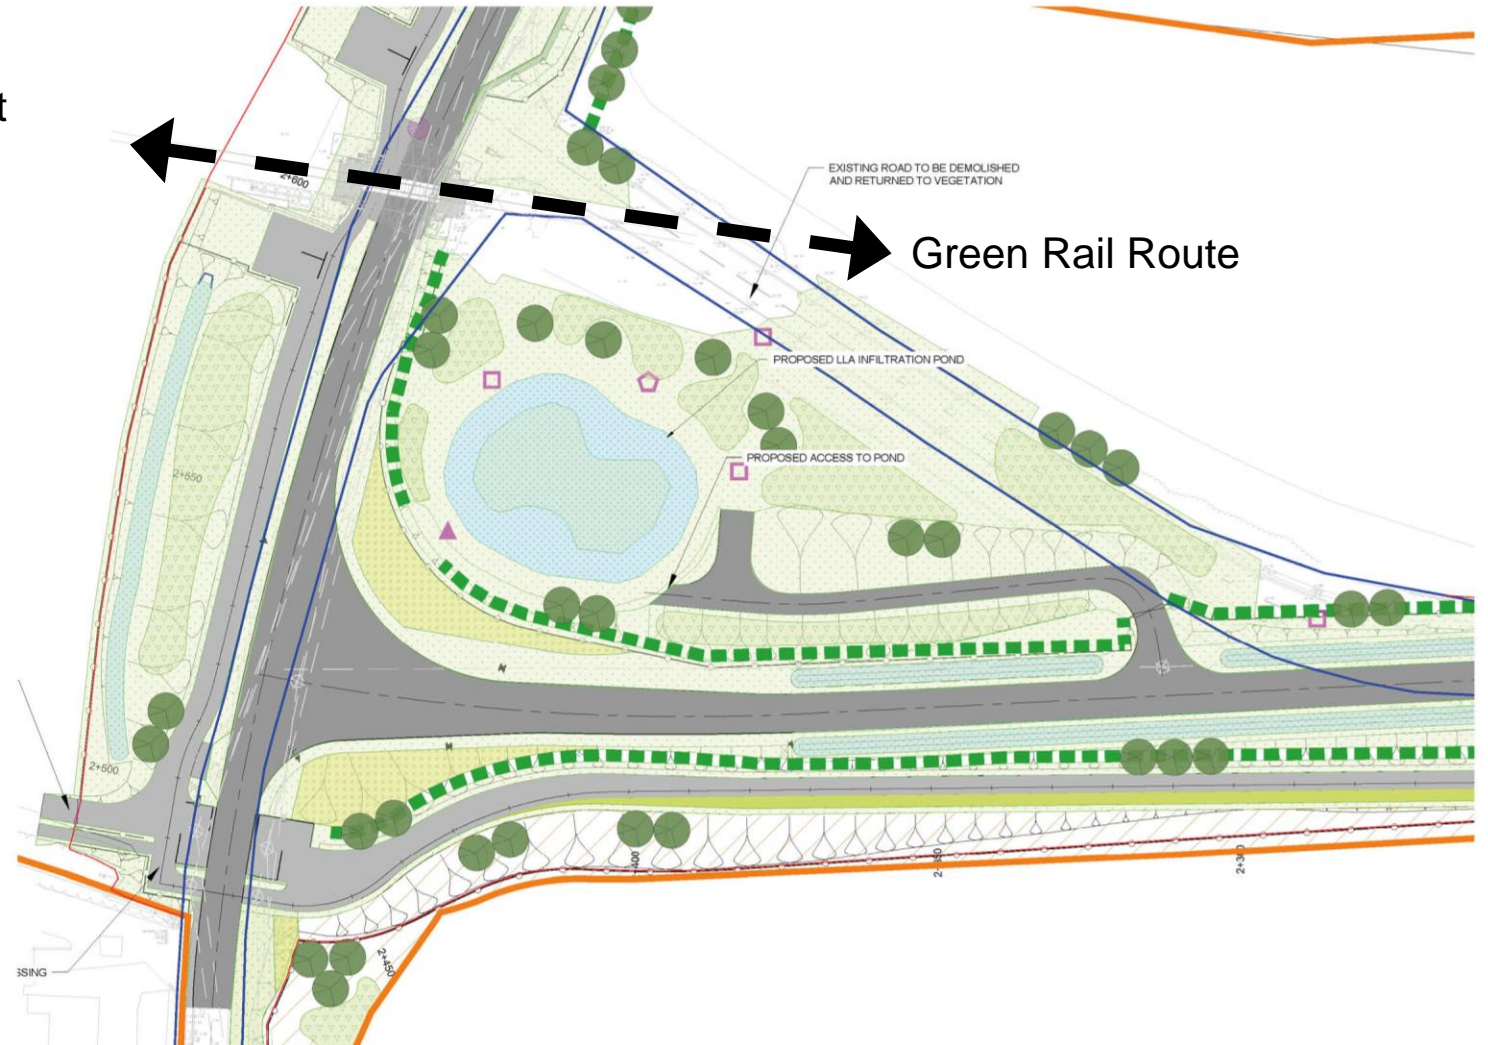 t
EXISTING ROAD TO BE DEMOLISHED
AND RETURNED TO VEGETATION
2+600
Green Rail Route
PROPOSED LLA INFILTRATION POND
PROPOSED ACCESS TO POND
2+550
2+500
2+400
2+350
2+300
2+450
SSING